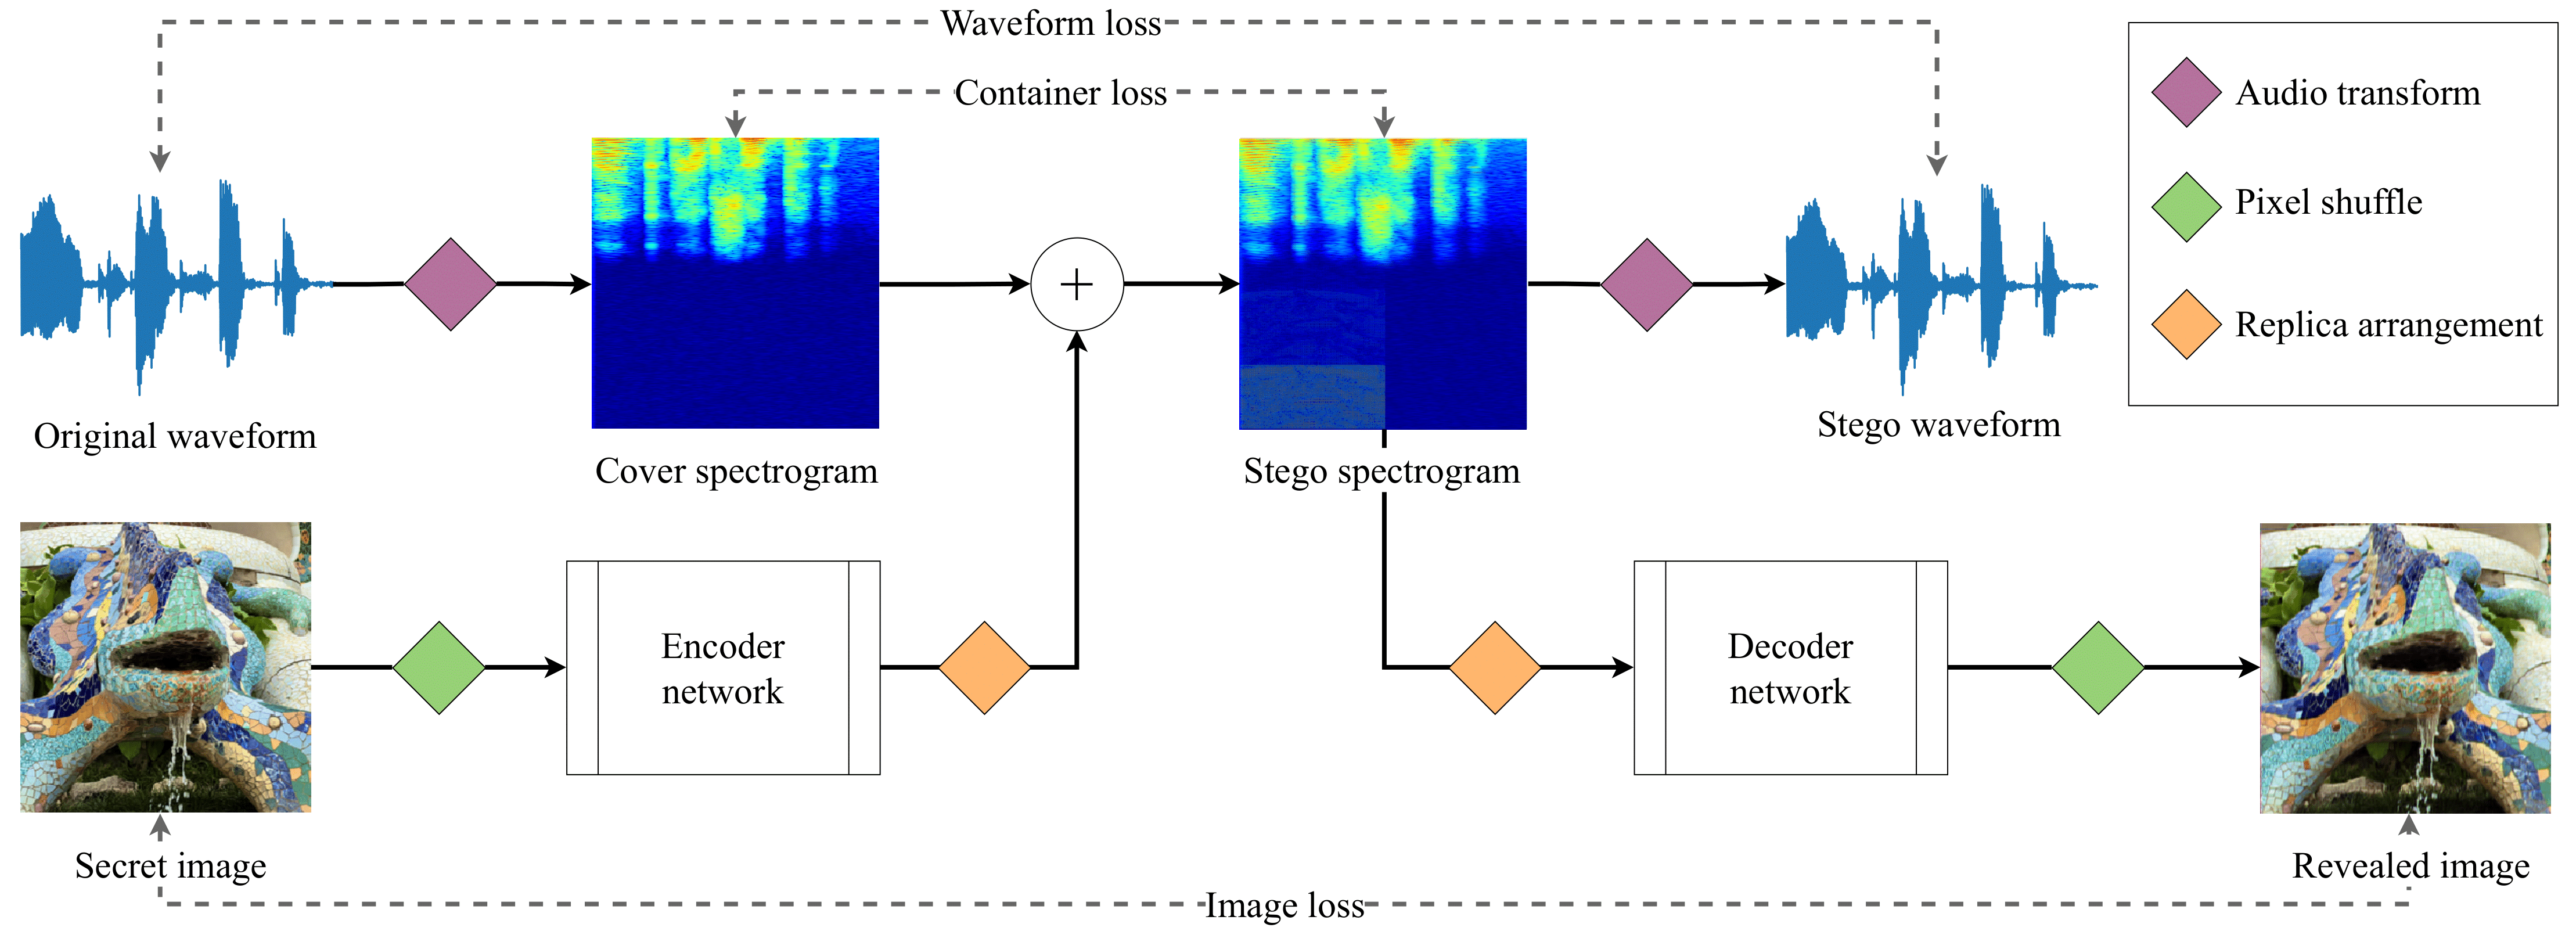 Waveform loss
Container loss
Audio transform
Pixel shuffle
Replica arrangement
Original waveform
Cover spectrogram
+
Stego spectrogram
Stego waveform
Encoder
network
Decoder
network
Secret image
Revealed image
Image loss